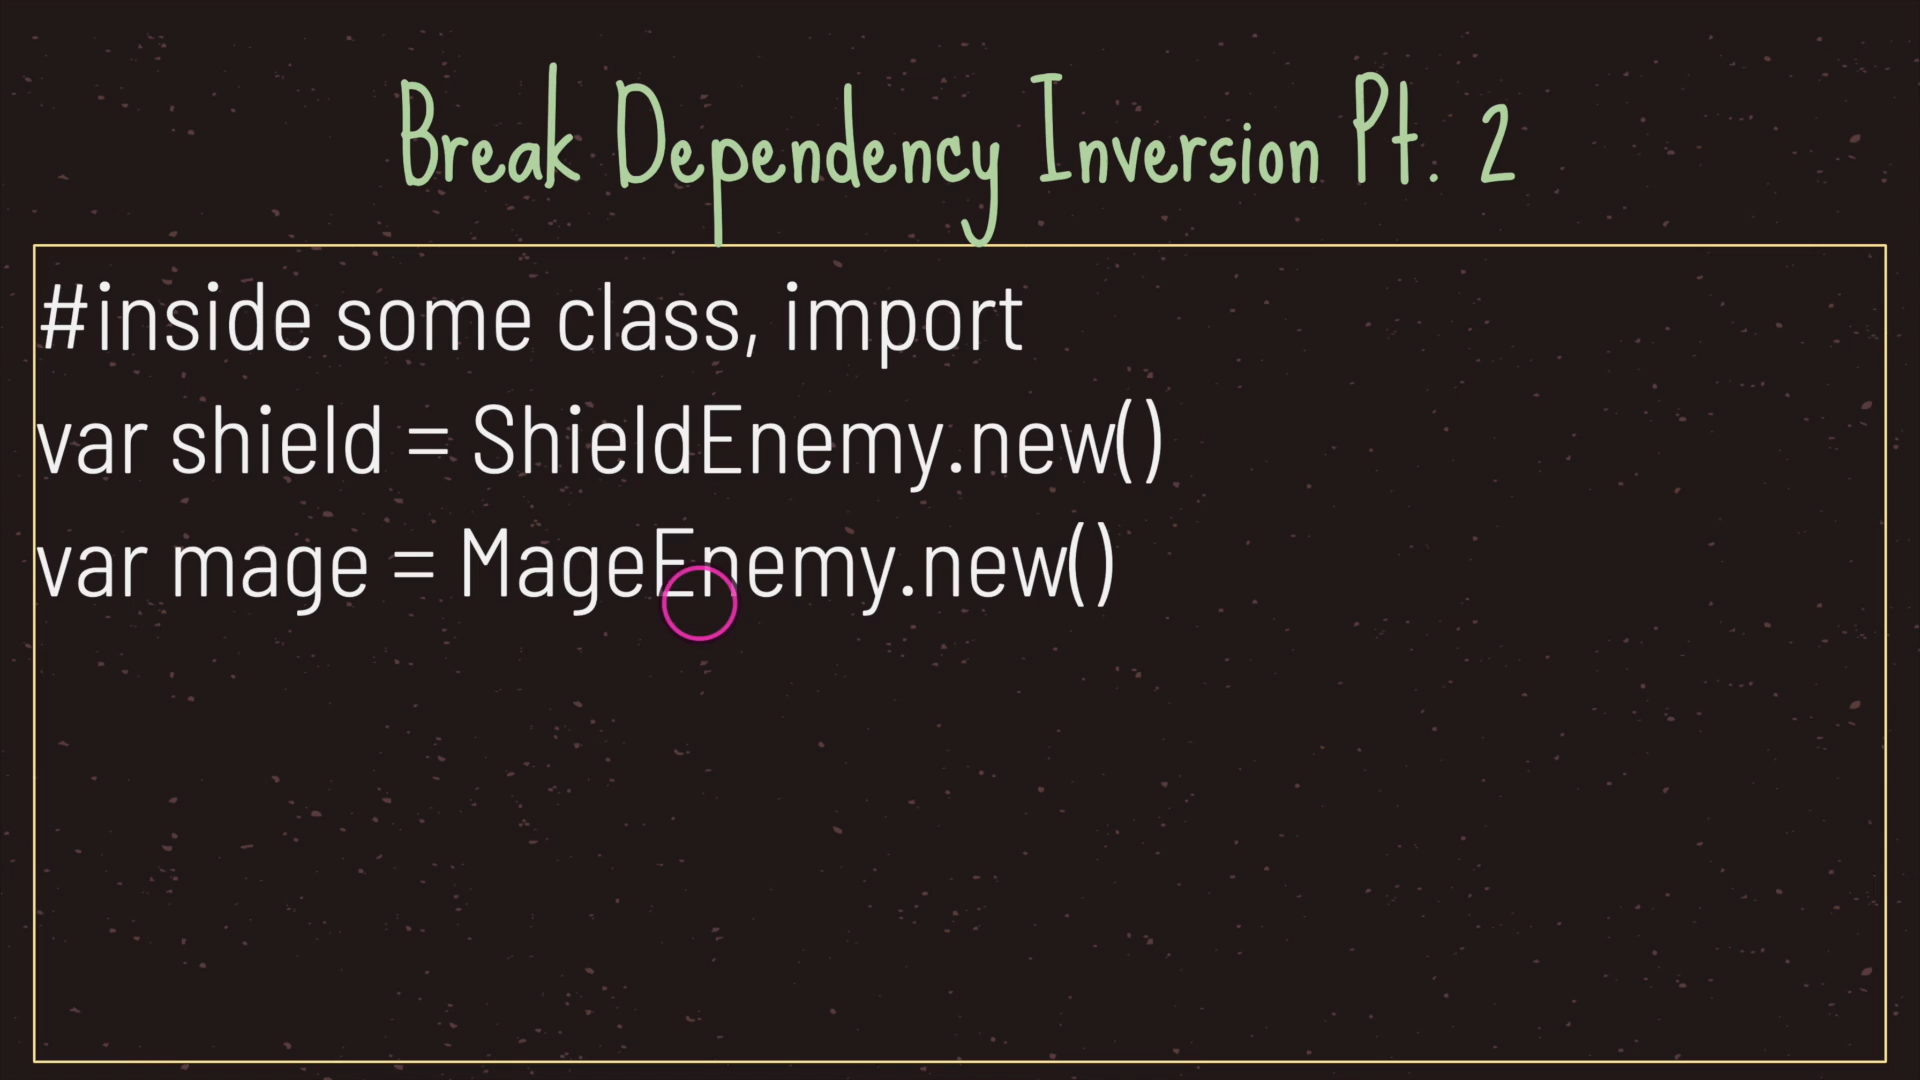 Break Dependency Inversion Pt. 2
#inside some class, import
var shield = ShieldEnemy.new()
var mage = MageEnemy.new()